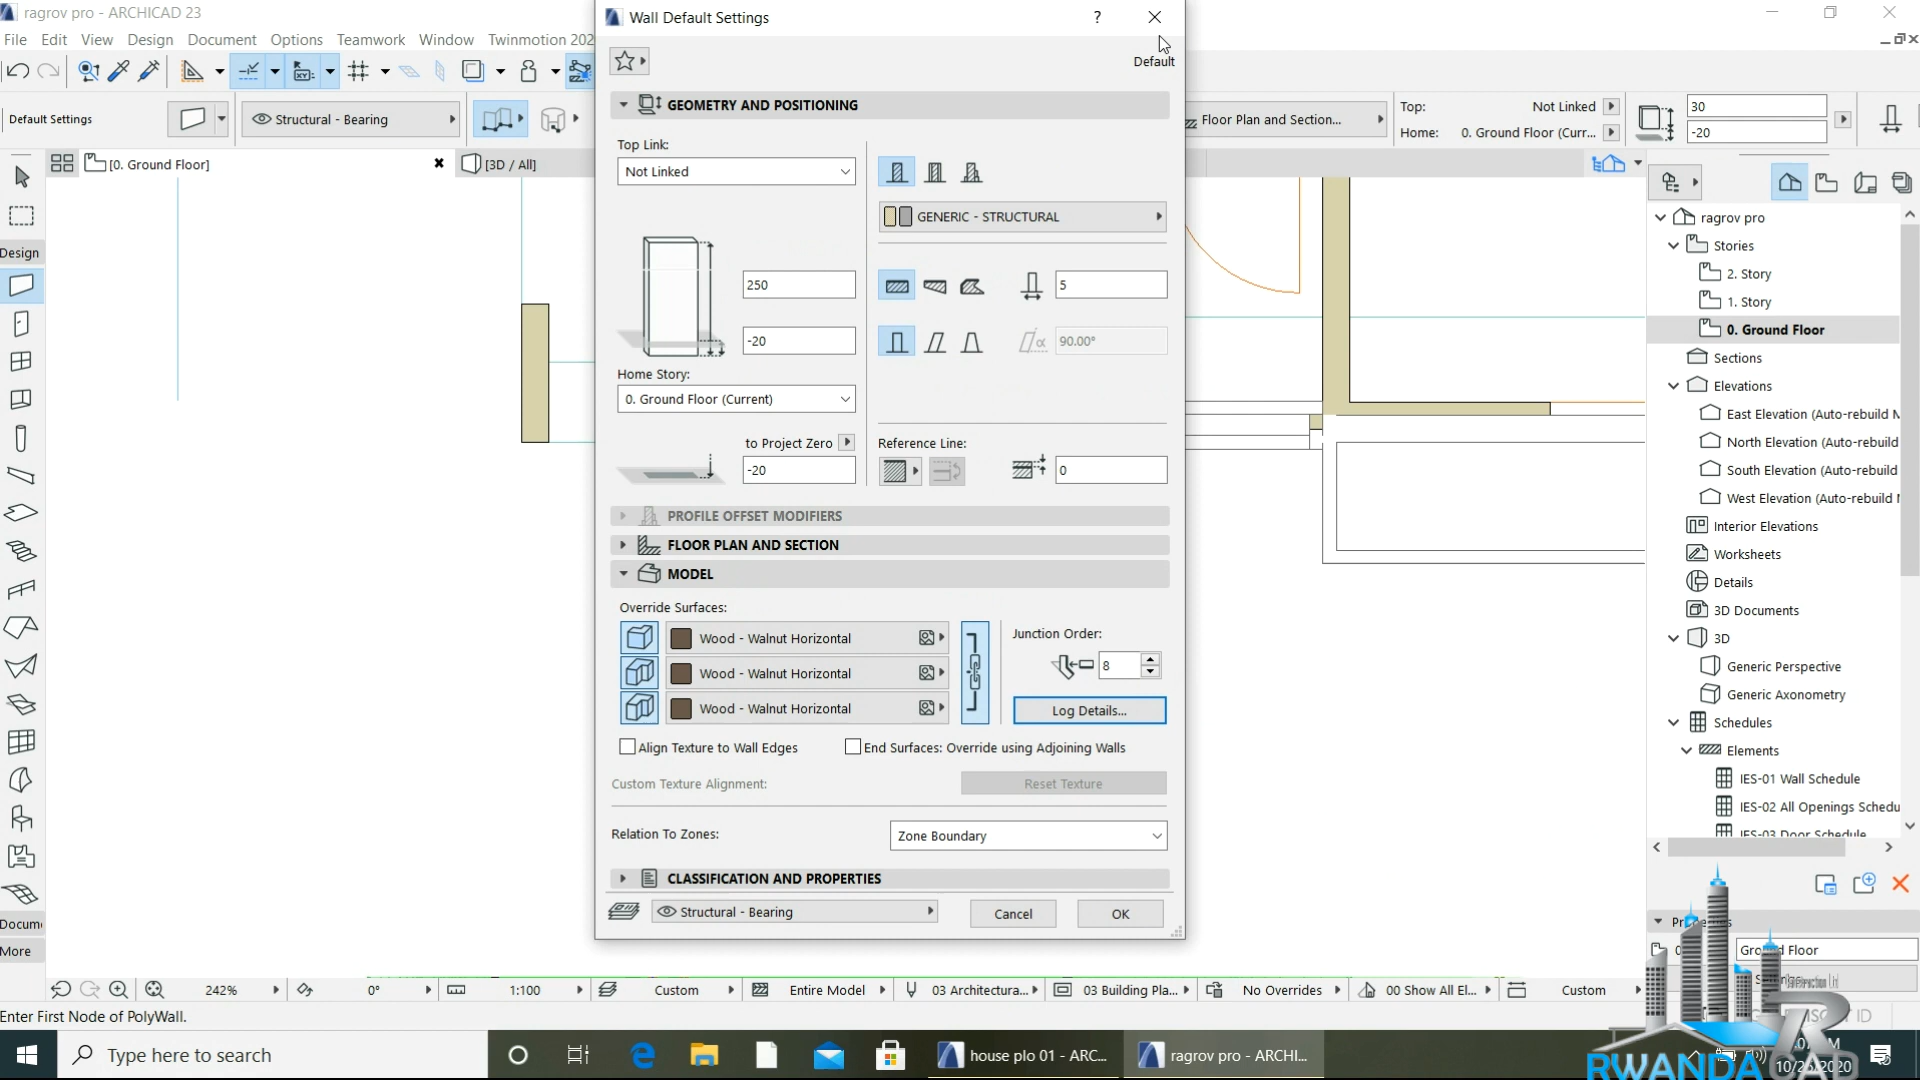 ragrov pro - ARCHICAD 23
File Edit View Design Document Options Teamwork Window Twinmotion 202
Wall Default Settings
?
Default
Default Settings
Structural - Bearing
Floor Plan and Section...
Top: Not Linked
Home: 0. Ground Floor (Curr...
30
-20
[0. Ground Floor]
[3D / All]
Design
Docum
More
GEOMETRY AND POSITIONING
Top Link:
Not Linked
GENERIC - STRUCTURAL
250
5
-20
90.00°
Home Story:
0. Ground Floor (Current)
to Project Zero
Reference Line:
-20
0
PROFILE OFFSET MODIFIERS
FLOOR PLAN AND SECTION
MODEL
Override Surfaces:
Wood - Walnut Horizontal
Wood - Walnut Horizontal
Wood - Walnut Horizontal
Junction Order:
8
Log Details...
Align Texture to Wall Edges
End Surfaces: Override using Adjoining Walls
Custom Texture Alignment:
Reset Texture
Relation To Zones:
Zone Boundary
CLASSIFICATION AND PROPERTIES
Structural - Bearing
Cancel
OK
ragrov pro
Stories
2. Story
1. Story
0. Ground Floor
Sections
Elevations
East Elevation (Auto-rebuild M
North Elevation (Auto-rebuild
South Elevation (Auto-rebuild
West Elevation (Auto-rebuild
Interior Elevations
Worksheets
Details
3D Documents
3D
Generic Perspective
Generic Axonometry
Schedules
Elements
IES-01 Wall Schedule
IES-02 All Openings Schedu
IES-03 Door Schedule
Ground Floor
242%
0°
1:100
Custom
Entire Model
03 Architectura...
03 Building Pla...
No Overrides
00 Show All El...
Custom
Enter First Node of PolyWall.
Type here to search
house plo 01 - ARC...
ragrov pro - ARCHI...
RWANDA CAD